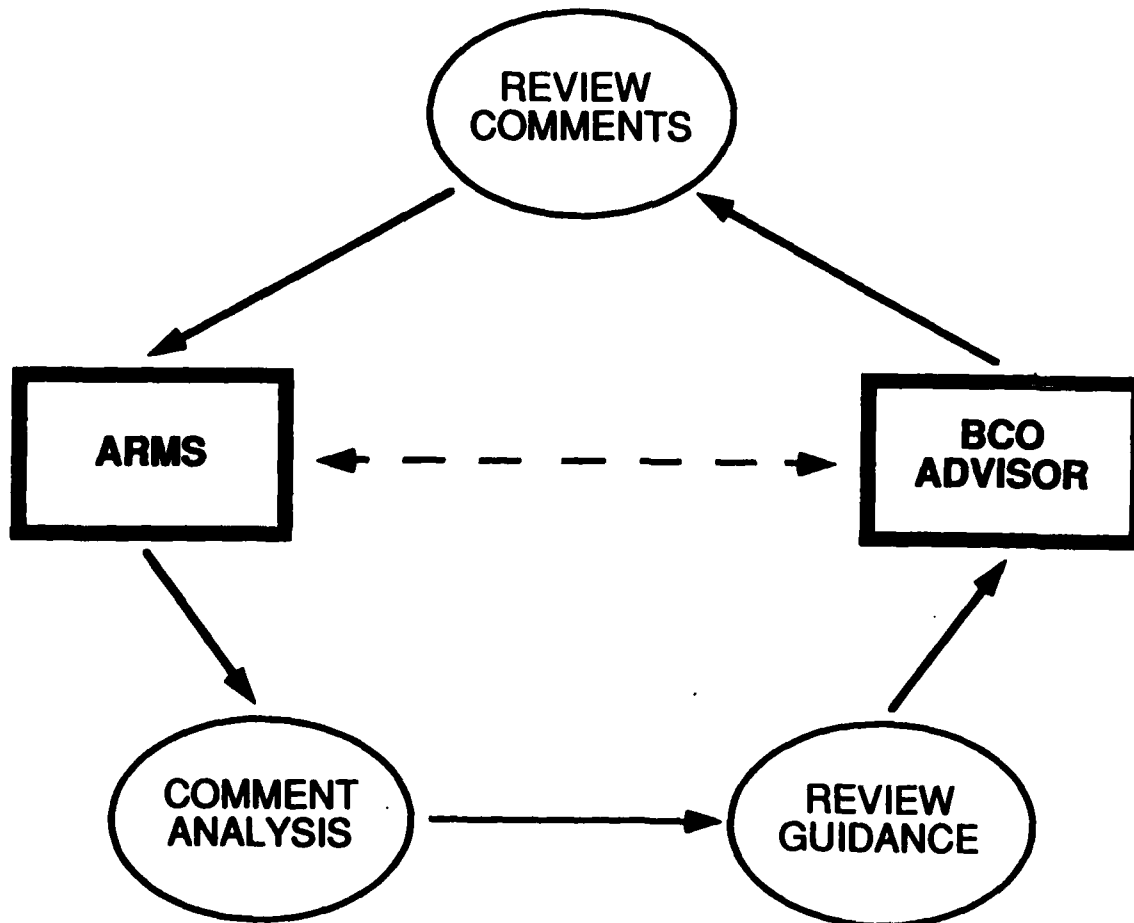 REVIEW
COMMENTS
ARMS
BCO
ADVISOR
COMMENT
ANALYSIS
REVIEW
GUIDANCE